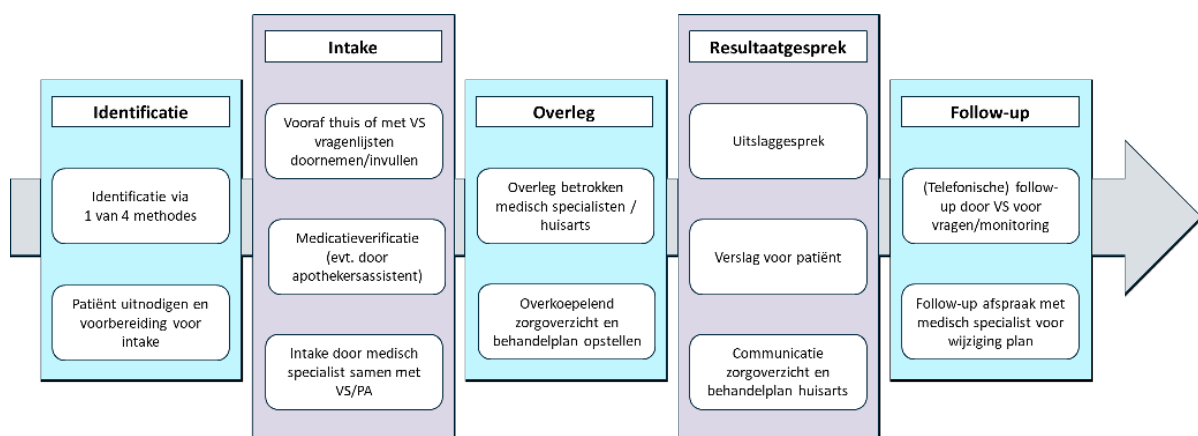 Identificatie
Identificatie via
1 van 4 methodes
Patiënt uitnodigen en
voorbereiding voor
intake
Intake
Vooraf thuis of met VS
vragenlijsten
doornemen/invullen
Medicatieverificatie
(evt. door
apothekersassistent)
Intake door medisch
specialist samen met
VS/PA
Overleg
Overleg betrokken
medisch specialisten /
huisarts
Overkoepelend
zorgoverzicht en
behandelplan opstellen
Resultaatgesprek
Uitslaggesprek
Verslag voor patiënt
Communicatie
zorgoverzicht en
behandelplan huisarts
Follow-up
(Telefonische) follow-
up door VS voor
vragen/monitoring
Follow-up afspraak met
medisch specialist voor
wijziging plan